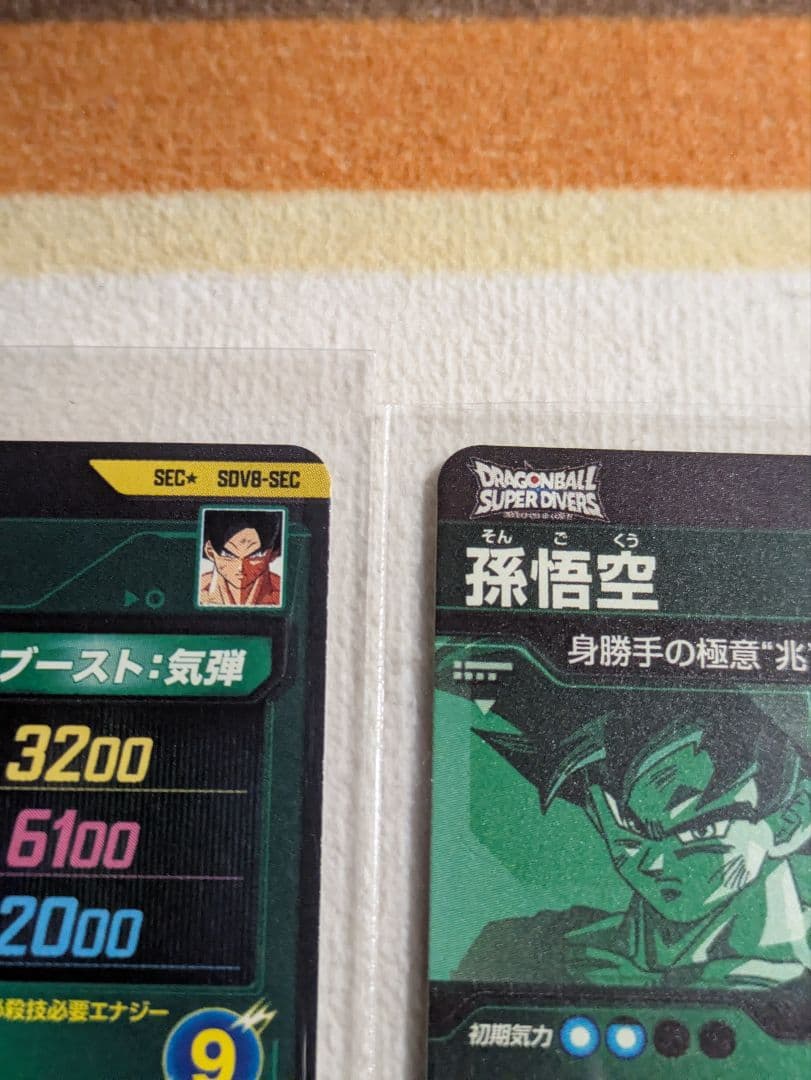 SEC★ SDV8-SEC
ブースト:気弾
3200
6100
2000
殺技必要エナジー
9
DRAGONBALL
SUPER DIVERS
そん ご くう
孫悟空
身勝手の極意“兆”
初期気力